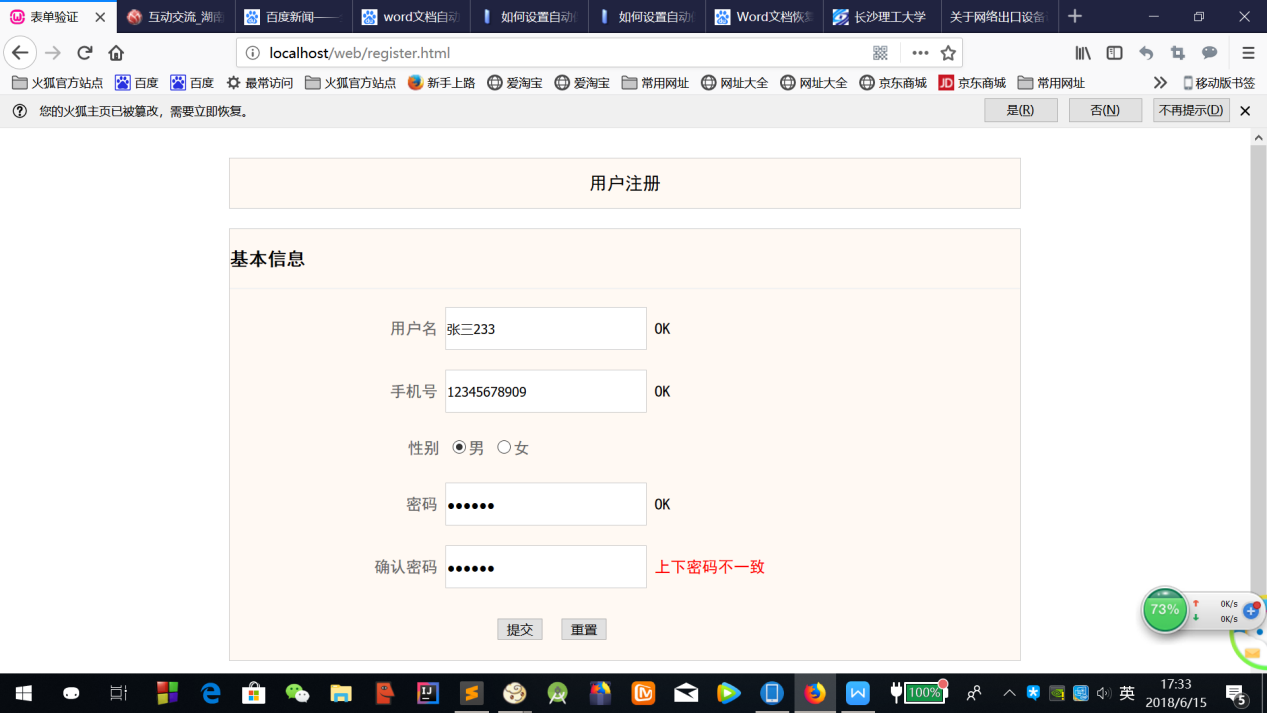 表单验证
互动交流_湖南
百度新闻——
word文档自动
如何设置自动
如何设置自动
Word文档恢
长沙理工大学
关于网络出口设备
localhost/web/register.html
火狐官方站点 百度 百度 最常访问 火狐官方站点 新手上路 爱淘宝 爱淘宝 常用网址 网址大全 网址大全 京东商城 JD 京东商城 常用网址 移动版书签
您的火狐主页已被篡改，需要立即恢复。 是(R) 否(N) 不再提示(D)
用户注册
基本信息
用户名 张三233 OK
手机号 12345678909 OK
性别 男 女
密码 ●●●●●● OK
确认密码 ●●●●●● 上下密码不一致
提交 重置
73% 0K/s
0K/s
100% 英 17:33
2018/6/15 5